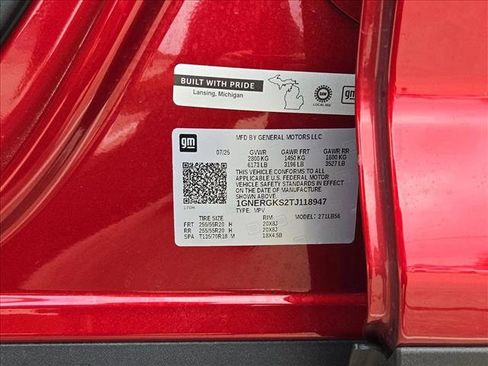 BUILT WITH PRIDE
Lansing, Michigan
gm
gm
MFD BY GENERAL MOTORS LLC
07/25 GVWR GAWR FRT GAWR RR
2800 KG 1450 KG 1600 KG
6173 LB 3196 LB 3527 LB
THIS VEHICLE CONFORMS TO ALL
APPLICABLE U.S. FEDERAL MOTOR
VEHICLE SAFETY STANDARDS IN
EFFECT ON THE DATE OF MANUFACTURE
SHOWN ABOVE.
1GNERGKS2TJ118947
TYPE: MPV
TIRE SIZE RIM MODEL:
FRT 255/55R20 H 20X8J
RR 255/55R20 H 20X8J
SPA T135/70R18 M 18X4.5B